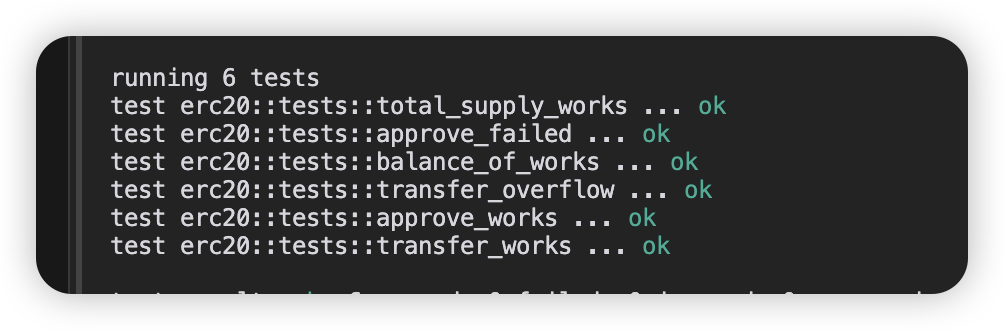 running 6 tests
test erc20::tests::total_supply_works ... ok
test erc20::tests::approve_failed ... ok
test erc20::tests::balance_of_works ... ok
test erc20::tests::transfer_overflow ... ok
test erc20::tests::approve_works ... ok
test erc20::tests::transfer_works ... ok